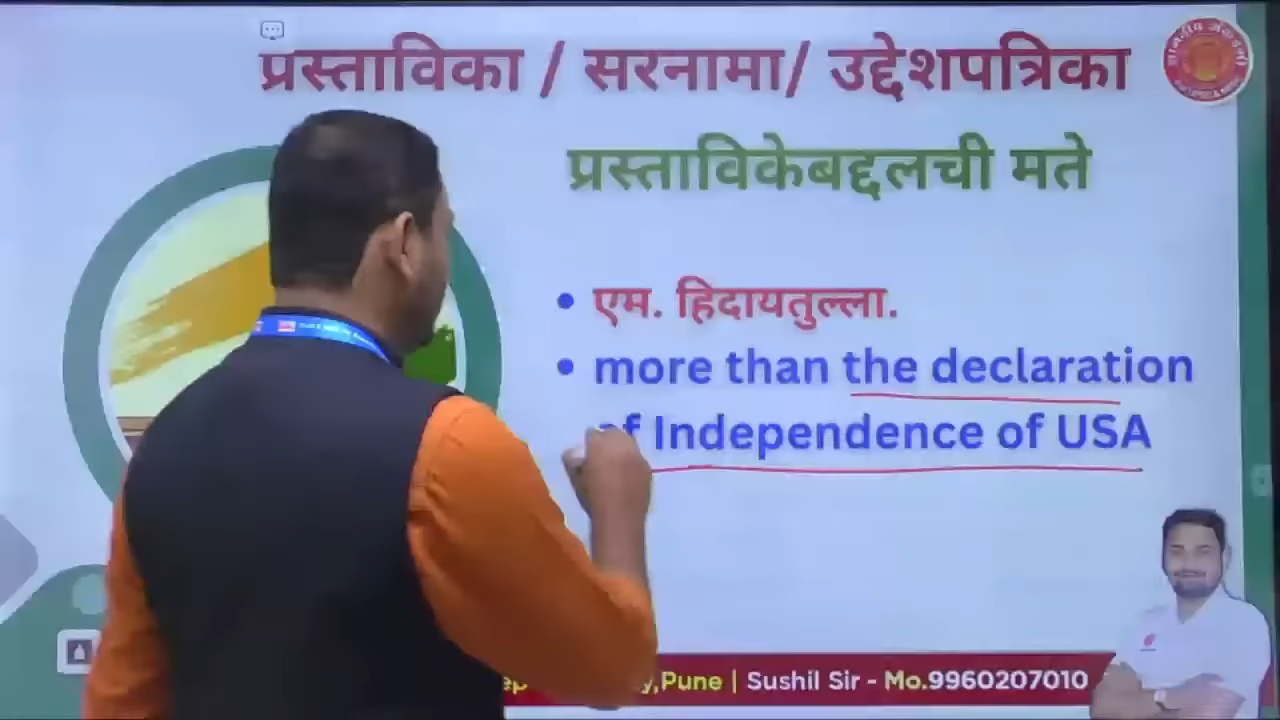 प्रस्ताविका / सरनामा/ उद्देशपत्रिका
प्रस्ताविकेबद्दलची मते
• एम. हिदायतुल्ला.
• more than the declaration
of Independence of USA
,Pune | Sushil Sir - Mo.9960207010